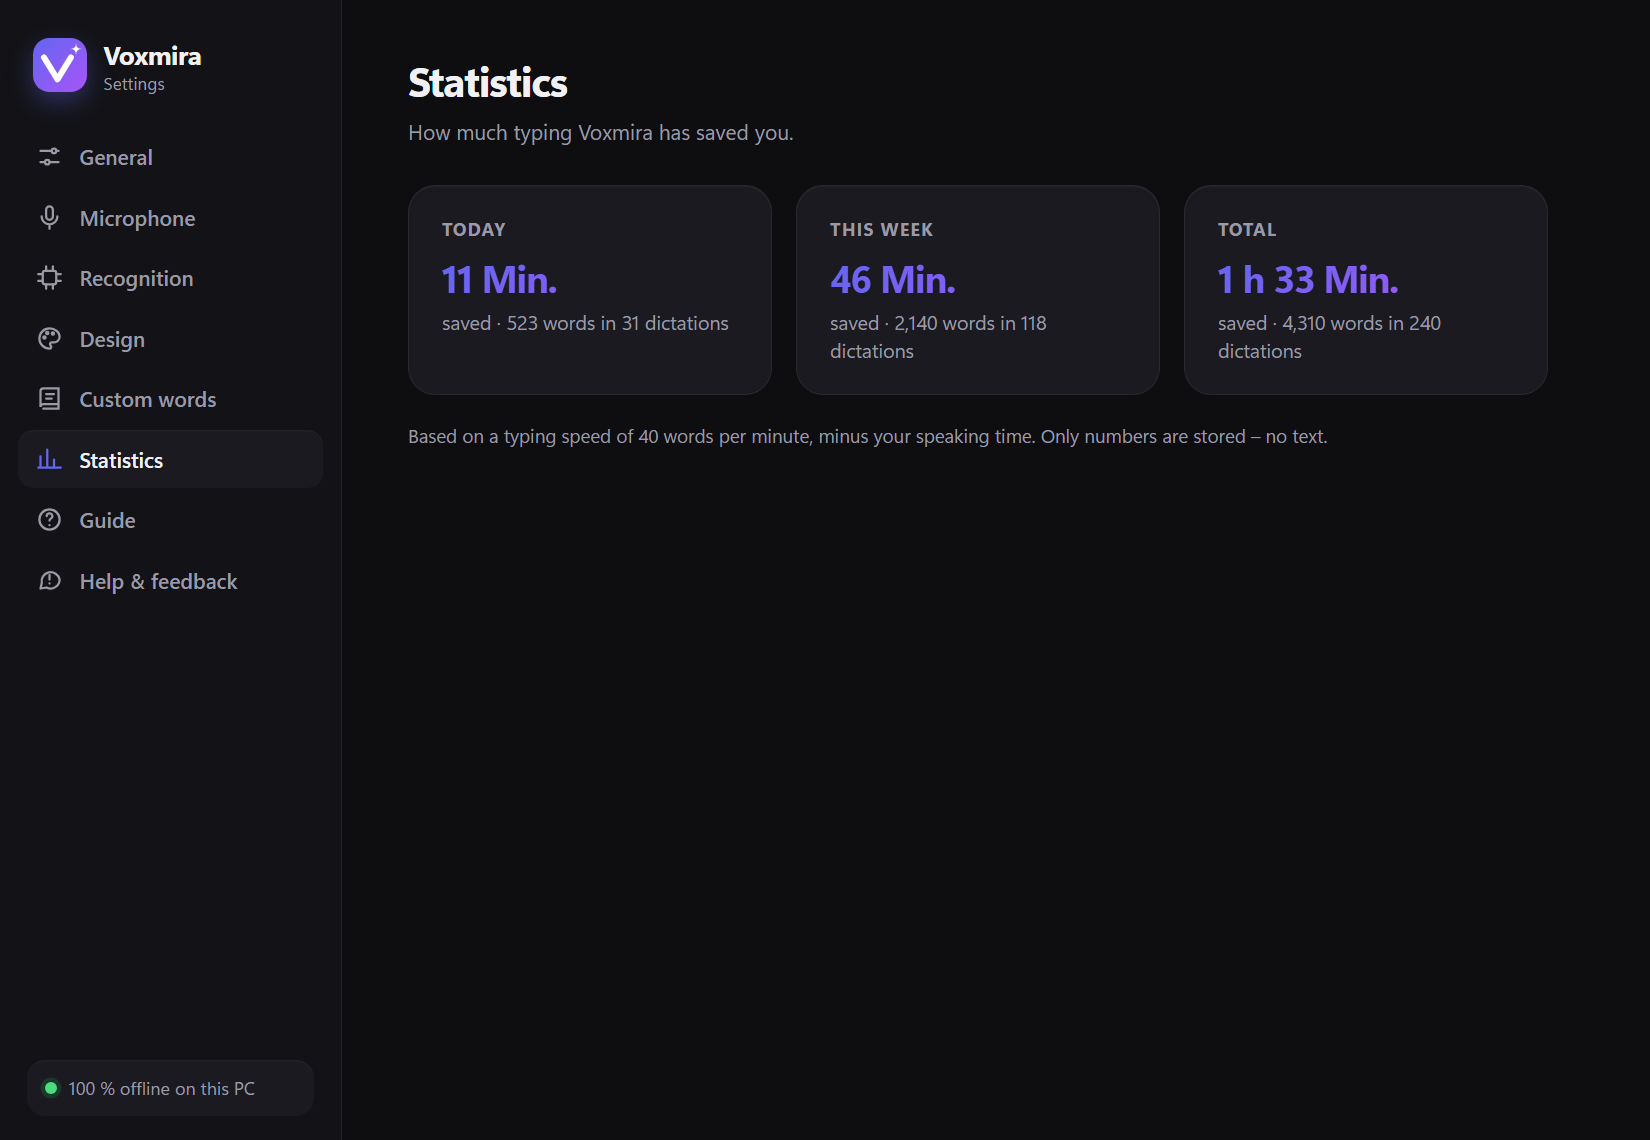 Voxmira
Settings
General
Microphone
Recognition
Design
Custom words
Statistics
Guide
Help & feedback
100 % offline on this PC
Statistics
How much typing Voxmira has saved you.
TODAY
11 Min.
saved · 523 words in 31 dictations
THIS WEEK
46 Min.
saved · 2,140 words in 118
dictations
TOTAL
1 h 33 Min.
saved · 4,310 words in 240
dictations
Based on a typing speed of 40 words per minute, minus your speaking time. Only numbers are stored – no text.